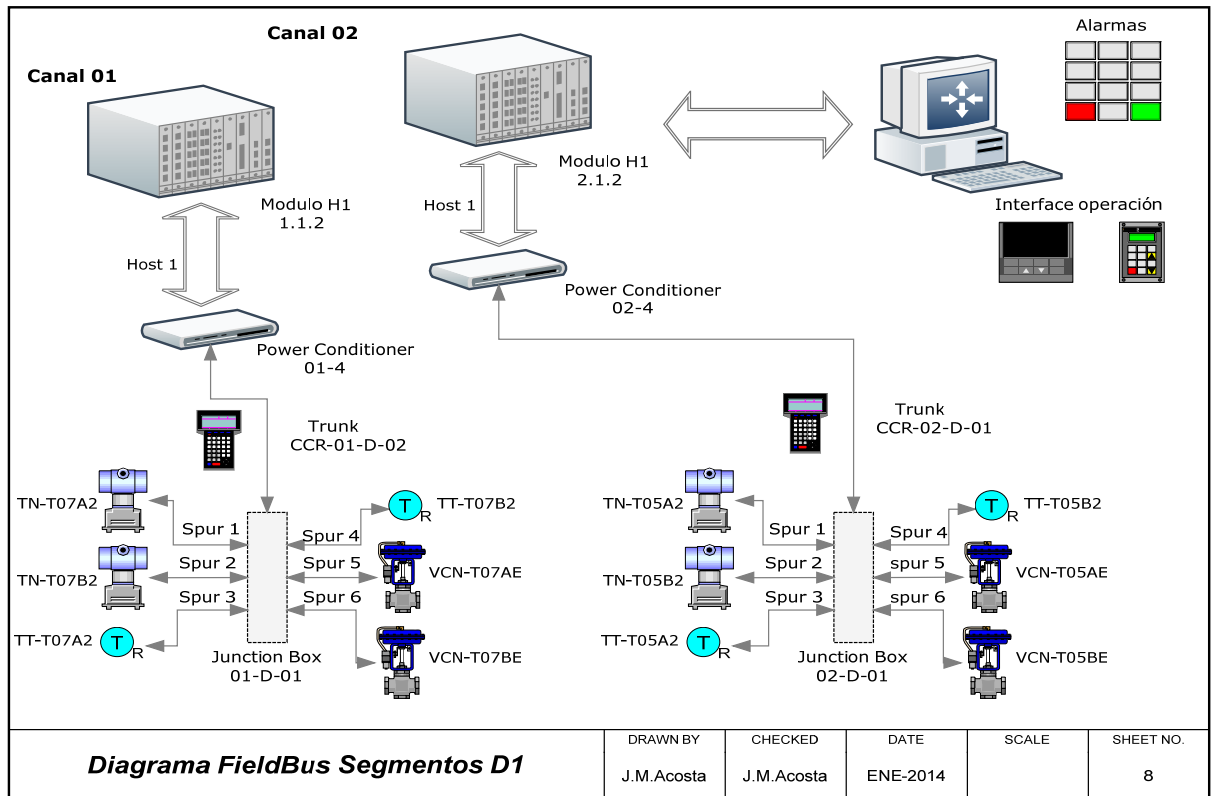 Canal 02
Alarmas
Canal 01
Modulo H1
2.1.2
Modulo H1
1.1.2
Host 1
Interface operación
Host 1
Power Conditioner
02-4
Power Conditioner
01-4
Trunk
CCR-01-D-02
Trunk
CCR-02-D-01
TN-T07A2
Spur 1
Spur 4
T
R
TT-T07B2
TN-T07B2
Spur 2
Spur 5
VCN-T07AE
Spur 3
Spur 6
TT-T07A2
T
R
VCN-T07BE
Junction Box
01-D-01
TN-T05A2
Spur 1
Spur 4
T
R
TT-T05B2
TN-T05B2
Spur 2
spur 5
VCN-T05AE
Spur 3
spur 6
TT-T05A2
T
R
VCN-T05BE
Junction Box
02-D-01
Diagrama FieldBus Segmentos D1
DRAWN BY
J.M.Acosta
CHECKED
J.M.Acosta
DATE
ENE-2014
SCALE
SHEET NO.
8